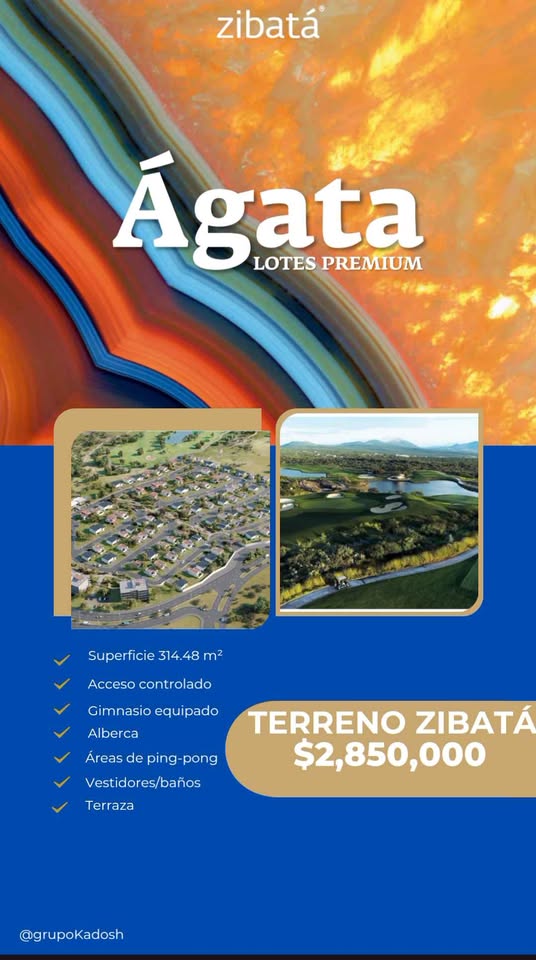 zibatá®
Ágata
LOTES PREMIUM
Superficie 314.48 m²
Acceso controlado
Gimnasio equipado
Alberca
Áreas de ping-pong
Vestidores/baños
Terraza
TERRENO ZIBATÁ
$2,850,000
@grupoKadosh